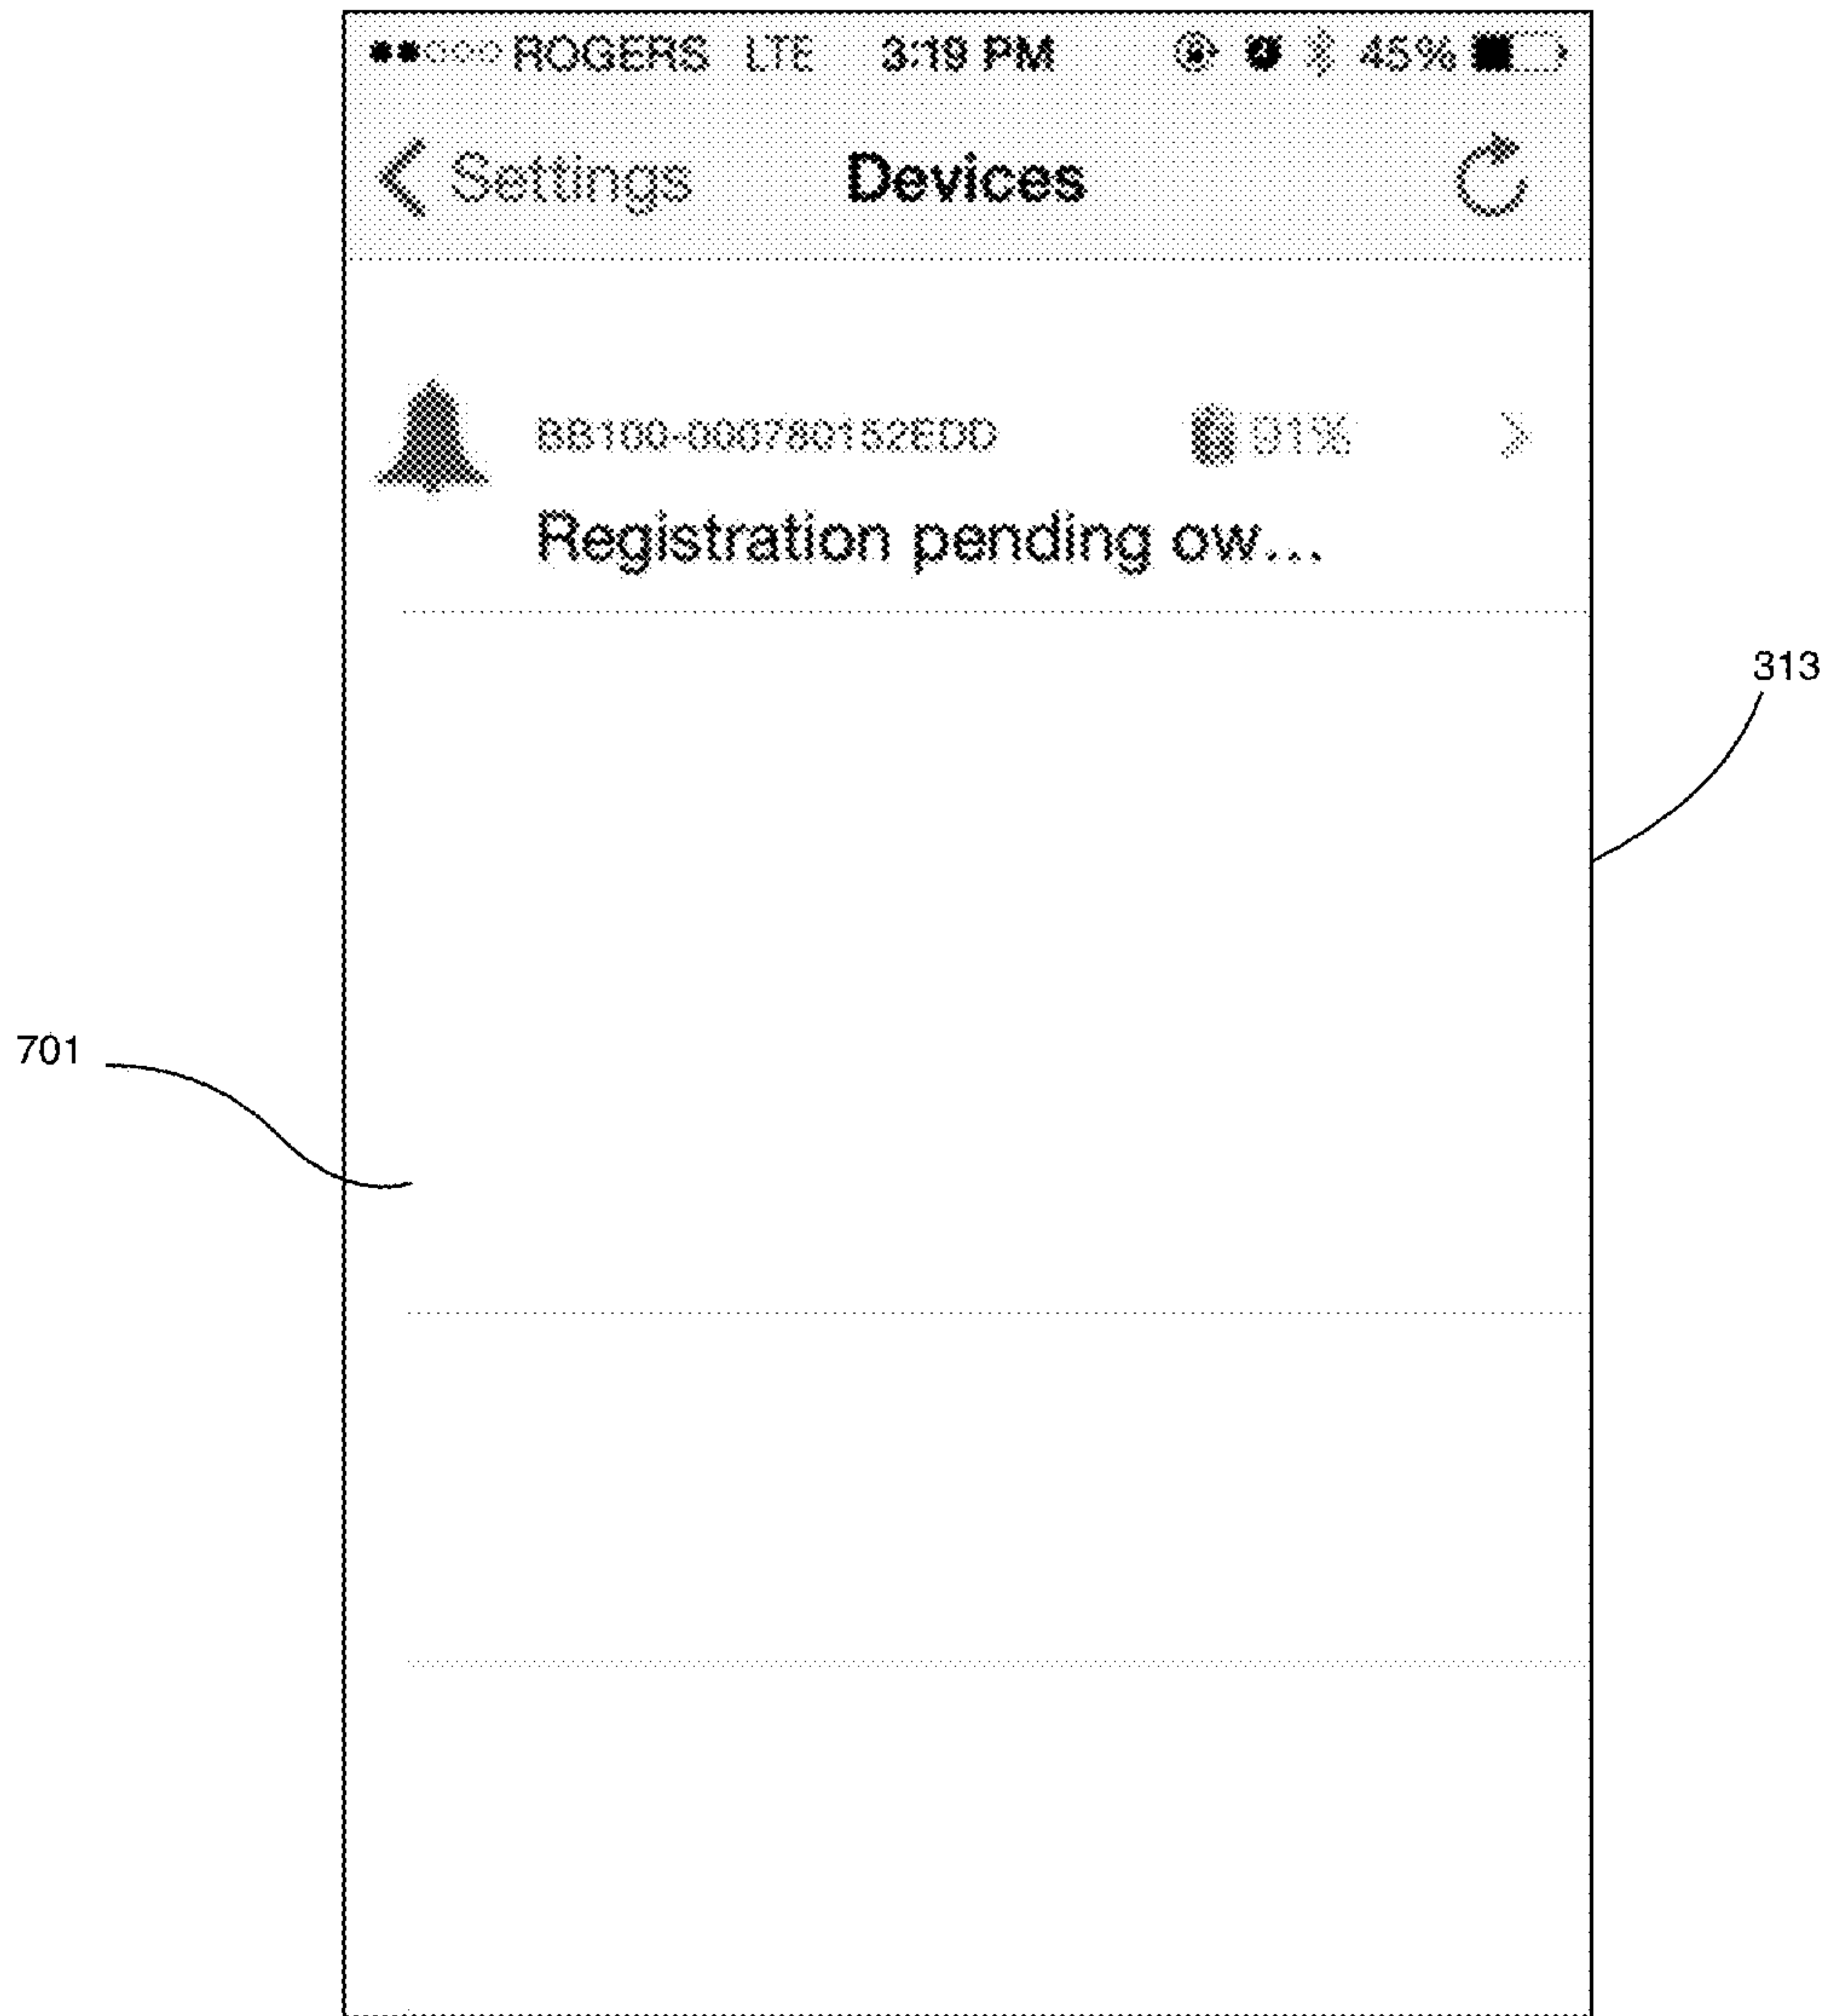 ROGERS LTE 3:19 PM 45%
Settings Devices
BB100-000780152EDD 91%
Registration pending ow...
313
701